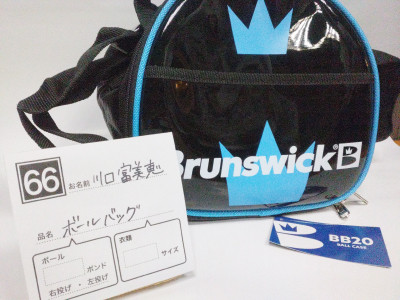 Brunswick B
66
お名前 川口富美恵
品名 ボールバッグ
ボール
ポンド
右投げ・左投げ
衣類
サイズ
B
BB20
BALL CASE